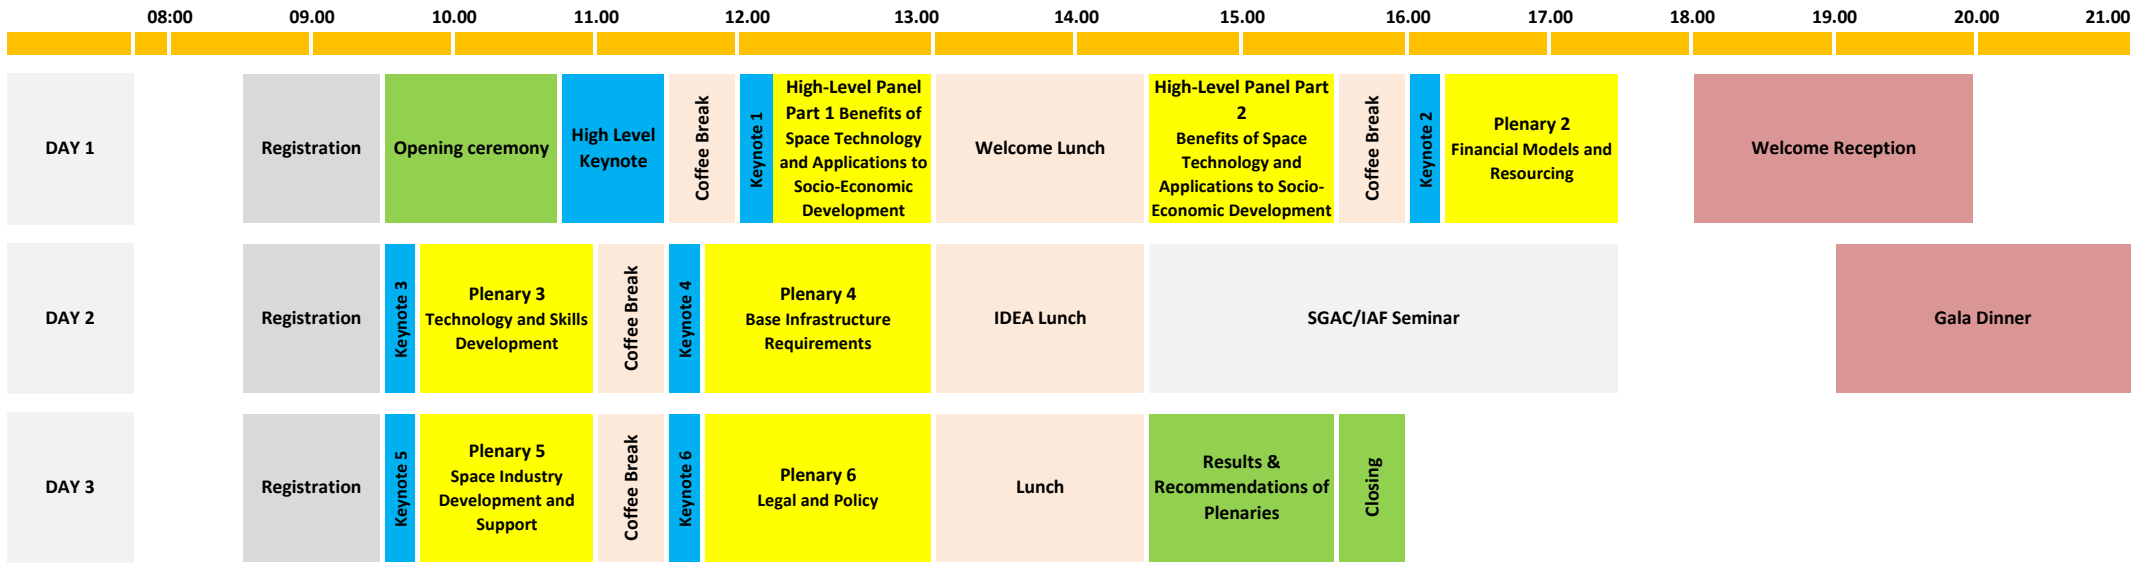 08:00 09.00 10.00 11.00 12.00 13.00 14.00 15.00 16.00 17.00 18.00 19.00 20.00 21.00
DAY 1
Registration
Opening ceremony
High Level
Keynote
Coffee Break
Keynote 1
High-Level Panel
Part 1 Benefits of
Space Technology
and Applications to
Socio-Economic
Development
Welcome Lunch
High-Level Panel Part
2
Benefits of Space
Technology and
Applications to Socio-
Economic Development
Coffee Break
Keynote 2
Plenary 2
Financial Models and
Resourcing
Welcome Reception
DAY 2
Registration
Keynote 3
Plenary 3
Technology and Skills
Development
Coffee Break
Keynote 4
Plenary 4
Base Infrastructure
Requirements
IDEA Lunch
SGAC/IAF Seminar
Gala Dinner
DAY 3
Registration
Keynote 5
Plenary 5
Space Industry
Development and
Support
Coffee Break
Keynote 6
Plenary 6
Legal and Policy
Lunch
Results &
Recommendations of
Plenaries
Closing